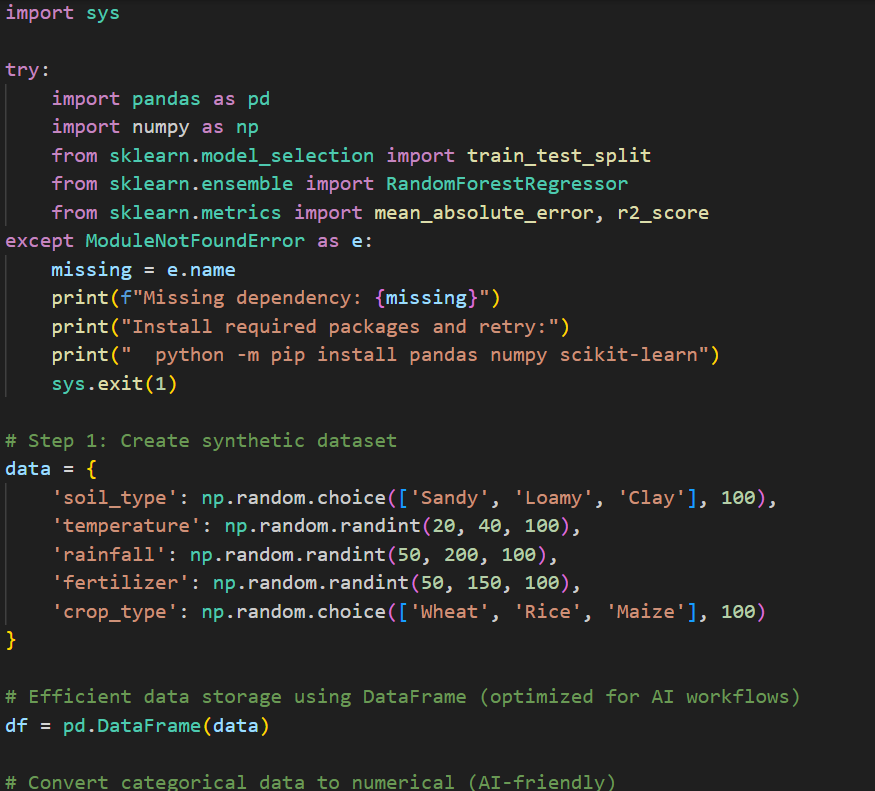 import sys
try:
    import pandas as pd
    import numpy as np
    from sklearn.model_selection import train_test_split
    from sklearn.ensemble import RandomForestRegressor
    from sklearn.metrics import mean_absolute_error, r2_score
except ModuleNotFoundError as e:
    missing = e.name
    print(f"Missing dependency: {missing}")
    print("Install required packages and retry:")
    print("  python -m pip install pandas numpy scikit-learn")
    sys.exit(1)
# Step 1: Create synthetic dataset
data = {
    'soil_type': np.random.choice(['Sandy', 'Loamy', 'Clay'], 100),
    'temperature': np.random.randint(20, 40, 100),
    'rainfall': np.random.randint(50, 200, 100),
    'fertilizer': np.random.randint(50, 150, 100),
    'crop_type': np.random.choice(['Wheat', 'Rice', 'Maize'], 100)
}
# Efficient data storage using DataFrame (optimized for AI workflows)
df = pd.DataFrame(data)
# Convert categorical data to numerical (AI-friendly)